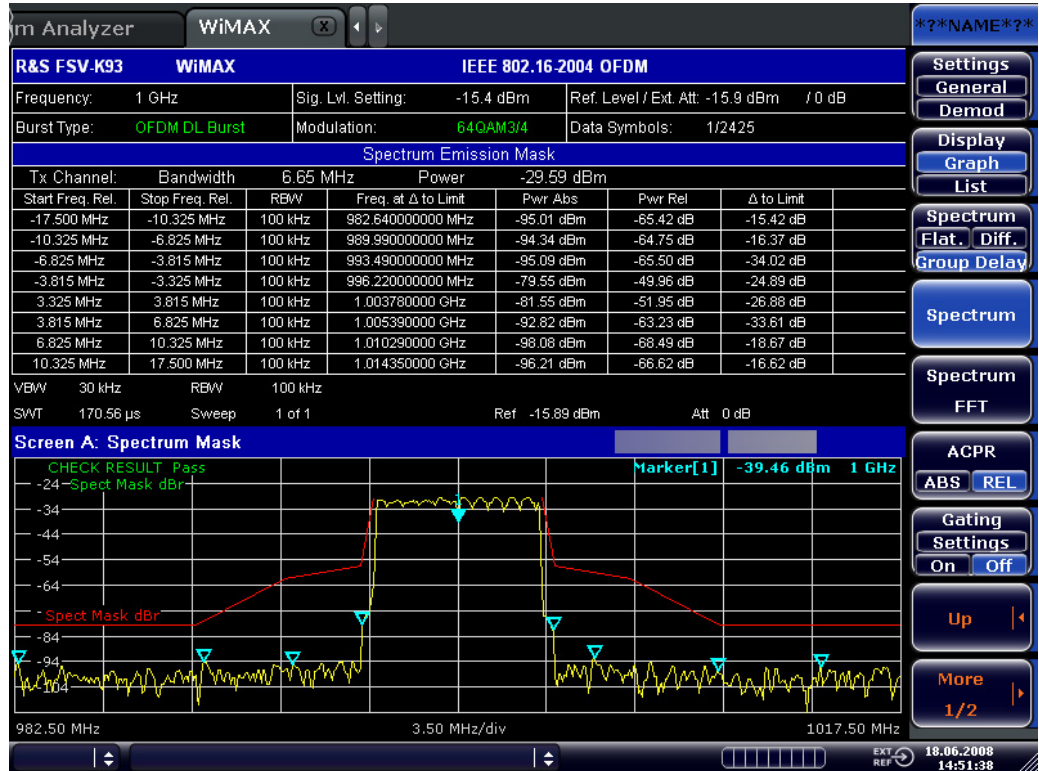 m Analyzer WiMAX X
*?*NAME*?*
R&S FSV-K93 WiMAX IEEE 802.16-2004 OFDM
Frequency: 1 GHz Sig. Lvl. Setting: -15.4 dBm Ref. Level / Ext. Att: -15.9 dBm / 0 dB
Burst Type: OFDM DL Burst Modulation: 64QAM3/4 Data Symbols: 1/2425
Spectrum Emission Mask
Tx Channel: Bandwidth 6.65 MHz Power -29.59 dBm
Start Freq. Rel. Stop Freq. Rel. RBW Freq. at Δ to Limit Pwr Abs Pwr Rel Δ to Limit
-17.500 MHz -10.325 MHz 100 kHz 982.640000000 MHz -95.01 dBm -65.42 dB -15.42 dB
-10.325 MHz -6.825 MHz 100 kHz 989.990000000 MHz -94.34 dBm -64.75 dB -16.37 dB
-6.825 MHz -3.815 MHz 100 kHz 993.490000000 MHz -95.09 dBm -65.50 dB -34.02 dB
-3.815 MHz -3.325 MHz 100 kHz 996.220000000 MHz -79.55 dBm -49.96 dB -24.89 dB
3.325 MHz 3.815 MHz 100 kHz 1.003780000 GHz -81.55 dBm -51.95 dB -26.88 dB
3.815 MHz 6.825 MHz 100 kHz 1.005390000 GHz -92.82 dBm -63.23 dB -33.61 dB
6.825 MHz 10.325 MHz 100 kHz 1.010290000 GHz -98.08 dBm -68.49 dB -18.67 dB
10.325 MHz 17.500 MHz 100 kHz 1.014350000 GHz -96.21 dBm -66.62 dB -16.62 dB
VBW 30 kHz RBW 100 kHz
SWT 170.56 µs Sweep 1 of 1 Ref -15.89 dBm Att 0 dB
Screen A: Spectrum Mask
CHECK RESULT Pass
Marker[1] -39.46 dBm 1 GHz
-24 Spect Mask dBr
-34
-44
-54
-64
Spect Mask dBr
-84
-94
-104
982.50 MHz 3.50 MHz/div 1017.50 MHz
Settings
General
Demod
Display
Graph
List
Spectrum
Flat. Diff.
Group Delay
Spectrum
Spectrum
FFT
ACPR
ABS REL
Gating
Settings
On Off
Up
More
1/2
EXT REF
18.06.2008
14:51:38